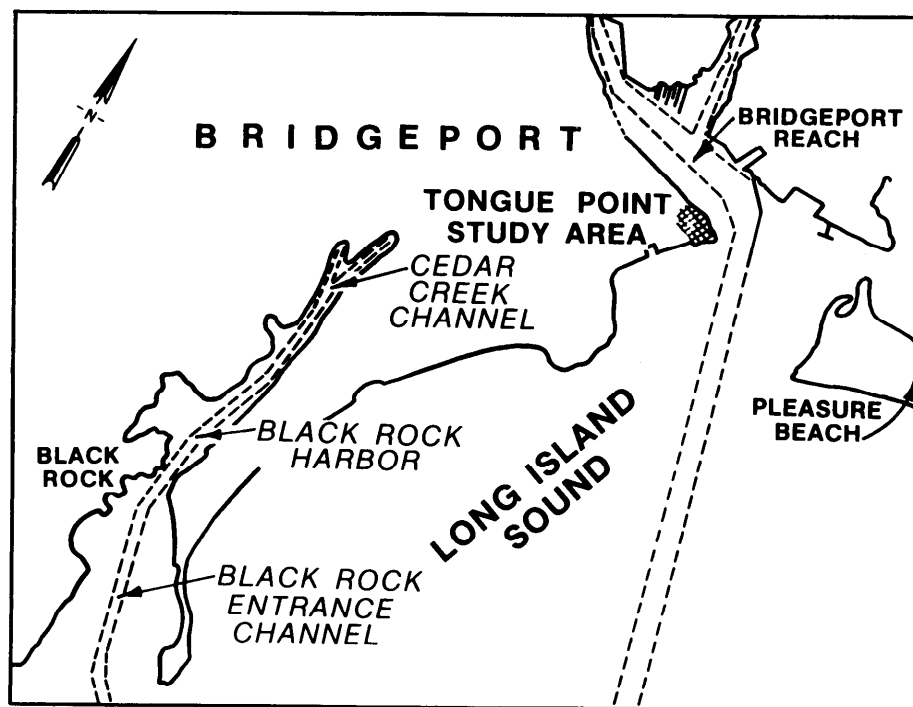 N
BRIDGEPORT
BRIDGEPORT
REACH
TONGUE POINT
STUDY AREA
CEDAR
CREEK
CHANNEL
BLACK ROCK
HARBOR
BLACK
ROCK
LONG ISLAND
SOUND
PLEASURE
BEACH
BLACK ROCK
ENTRANCE
CHANNEL